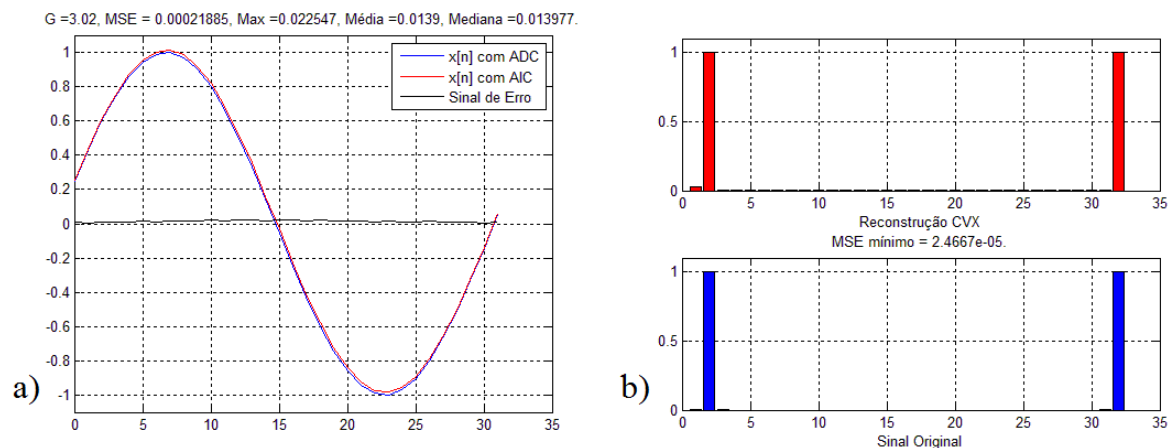 G =3.02, MSE = 0.00021885, Max =0.022547, Média =0.0139, Mediana =0.013977.
1
0.8
0.6
0.4
0.2
0
-0.2
-0.4
-0.6
-0.8
-1
x[n] com ADC
x[n] com AIC
Sinal de Erro
0 5 10 15 20 25 30 35
a)
1
0.5
0
0 5 10 15 20 25 30 35
Reconstrução CVX
MSE mínimo = 2.4667e-05.
1
0.5
0
0 5 10 15 20 25 30 35
Sinal Original
b)